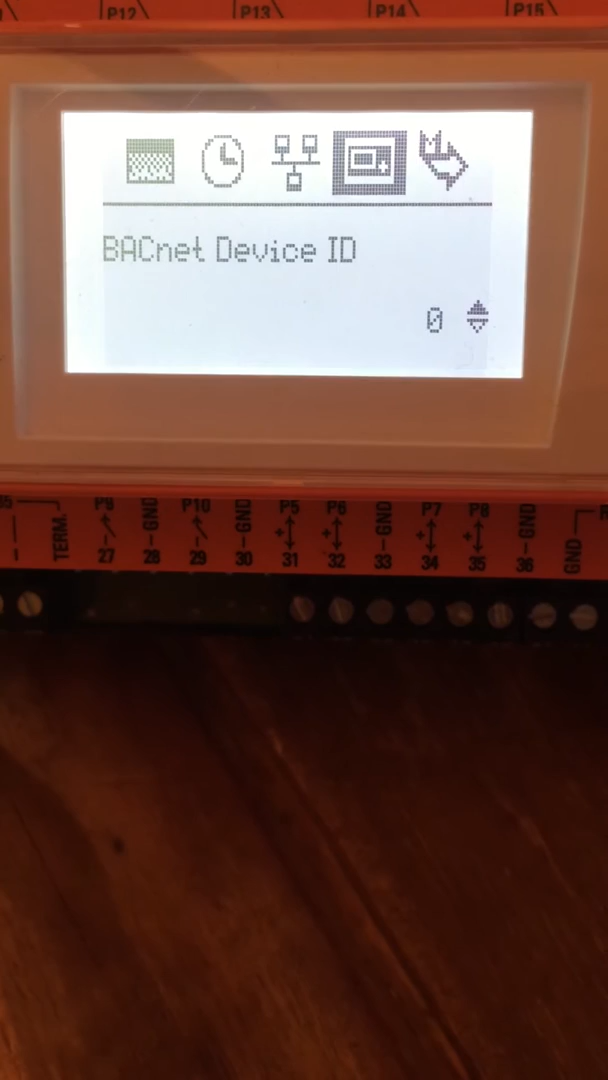 P12 P13 P14 P15
BACnet Device ID
0
TERM. P9 GND P10 GND P5 P6 GND P7 P8 GND GND
+ + + +
27 28 29 30 31 32 33 34 35 36